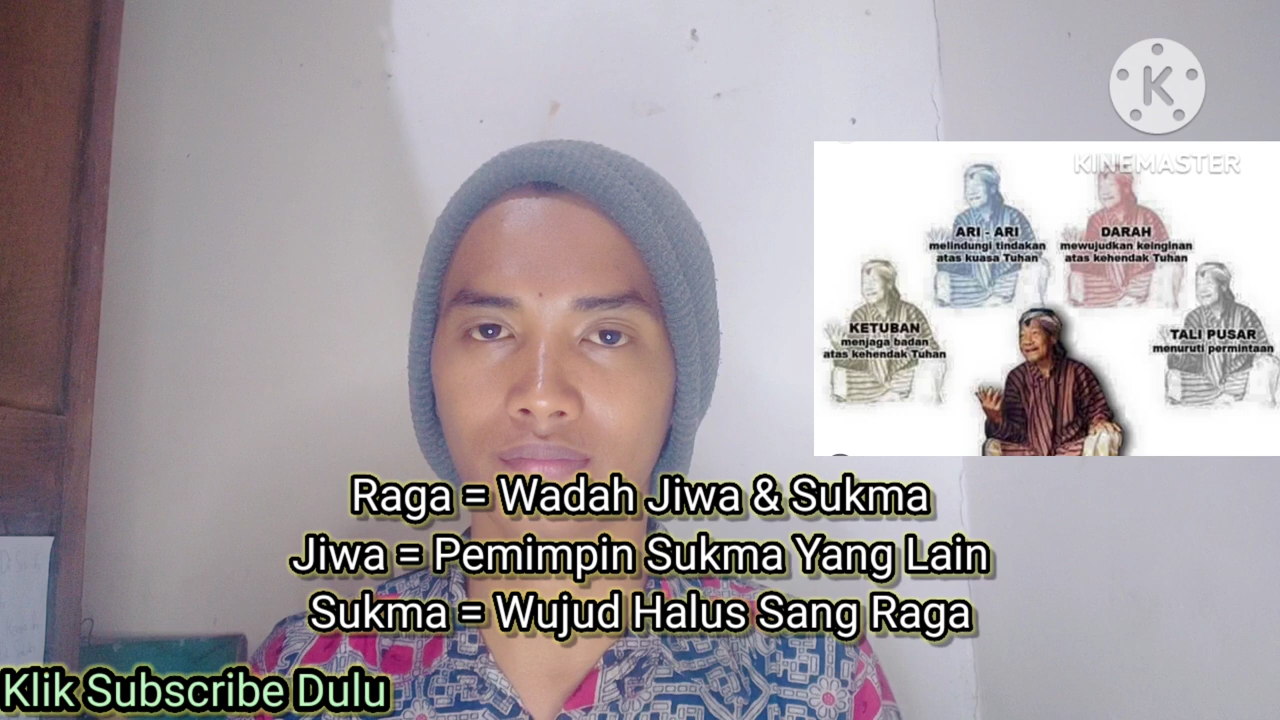 K
KINEMASTER
ARI - ARI
melindungi tindakan
atas kuasa Tuhan
DARAH
mewujudkan keinginan
atas kehendak Tuhan
KETUBAN
menjaga badan
atas kehendak Tuhan
TALI PUSAR
menuruti permintaan
Raga = Wadah Jiwa & Sukma
Jiwa = Pemimpin Sukma Yang Lain
Sukma = Wujud Halus Sang Raga
Klik Subscribe Dulu